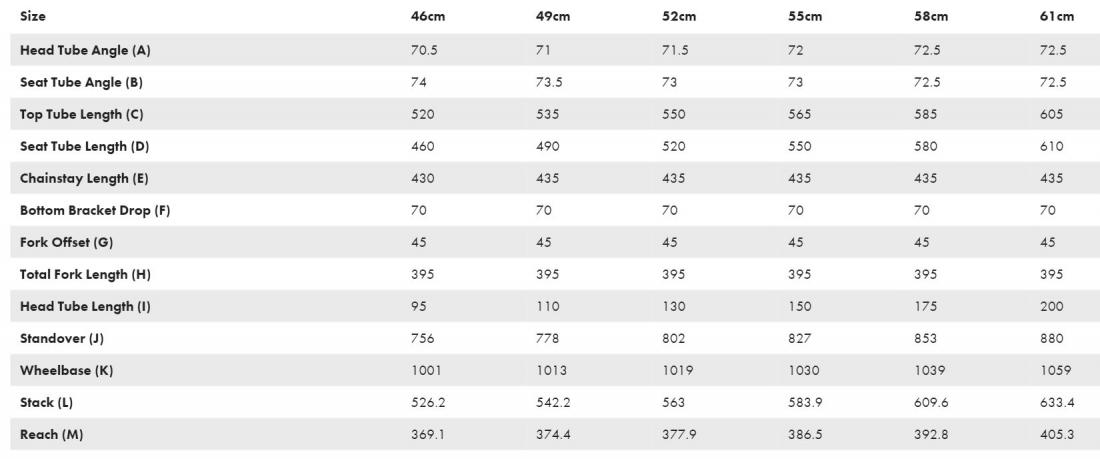 Size 46cm 49cm 52cm 55cm 58cm 61cm
Head Tube Angle (A) 70.5 71 71.5 72 72.5 72.5
Seat Tube Angle (B) 74 73.5 73 73 72.5 72.5
Top Tube Length (C) 520 535 550 565 585 605
Seat Tube Length (D) 460 490 520 550 580 610
Chainstay Length (E) 430 435 435 435 435 435
Bottom Bracket Drop (F) 70 70 70 70 70 70
Fork Offset (G) 45 45 45 45 45 45
Total Fork Length (H) 395 395 395 395 395 395
Head Tube Length (I) 95 110 130 150 175 200
Standover (J) 756 778 802 827 853 880
Wheelbase (K) 1001 1013 1019 1030 1039 1059
Stack (L) 526.2 542.2 563 583.9 609.6 633.4
Reach (M) 369.1 374.4 377.9 386.5 392.8 405.3